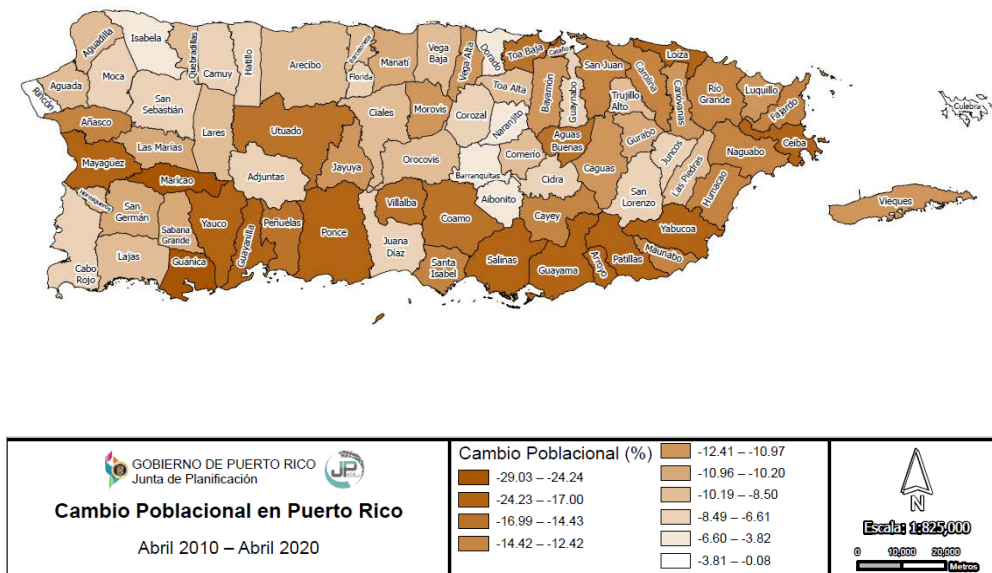 Isabela
Aguadilla
Quebradillas
Camuy
Hatillo
Arecibo
Barceloneta
Florida
Manatí
Vega
Baja
Vega Alta
Dorado
Toa Baja
Cataño
San Juan
Loíza
Aguada
Moca
Rincón
San
Sebastián
Lares
Utuado
Ciales
Morovis
Corozal
Toa Alta
Naranjito
Bayamón
Guaynabo
Trujillo
Alto
Carolina
Canóvanas
Río
Grande
Luquillo
Fajardo
Culebra
Añasco
Las Marías
Mayagüez
Maricao
Adjuntas
Jayuya
Orocovis
Barranquitas
Comerío
Aguas
Buenas
Cidra
Caguas
Gurabo
Juncos
Las Piedras
Naguabo
Ceiba
Humacao
Hormigueros
San
Germán
Sabana
Grande
Yauco
Guayanilla
Peñuelas
Ponce
Villalba
Coamo
Aibonito
Cayey
San
Lorenzo
Yabucoa
Vieques
Cabo
Rojo
Lajas
Guánica
Juana
Díaz
Santa
Isabel
Salinas
Guayama
Arroyo
Patillas
Maunabo
GOBIERNO DE PUERTO RICO
Junta de Planificación
JP
Cambio Poblacional en Puerto Rico
Abril 2010 – Abril 2020
Cambio Poblacional (%)
-29.03 – -24.24
-24.23 – -17.00
-16.99 – -14.43
-14.42 – -12.42
-12.41 – -10.97
-10.96 – -10.20
-10.19 – -8.50
-8.49 – -6.61
-6.60 – -3.82
-3.81 – -0.08
N
Escala: 1:825,000
0 10,000 20,000
Metros